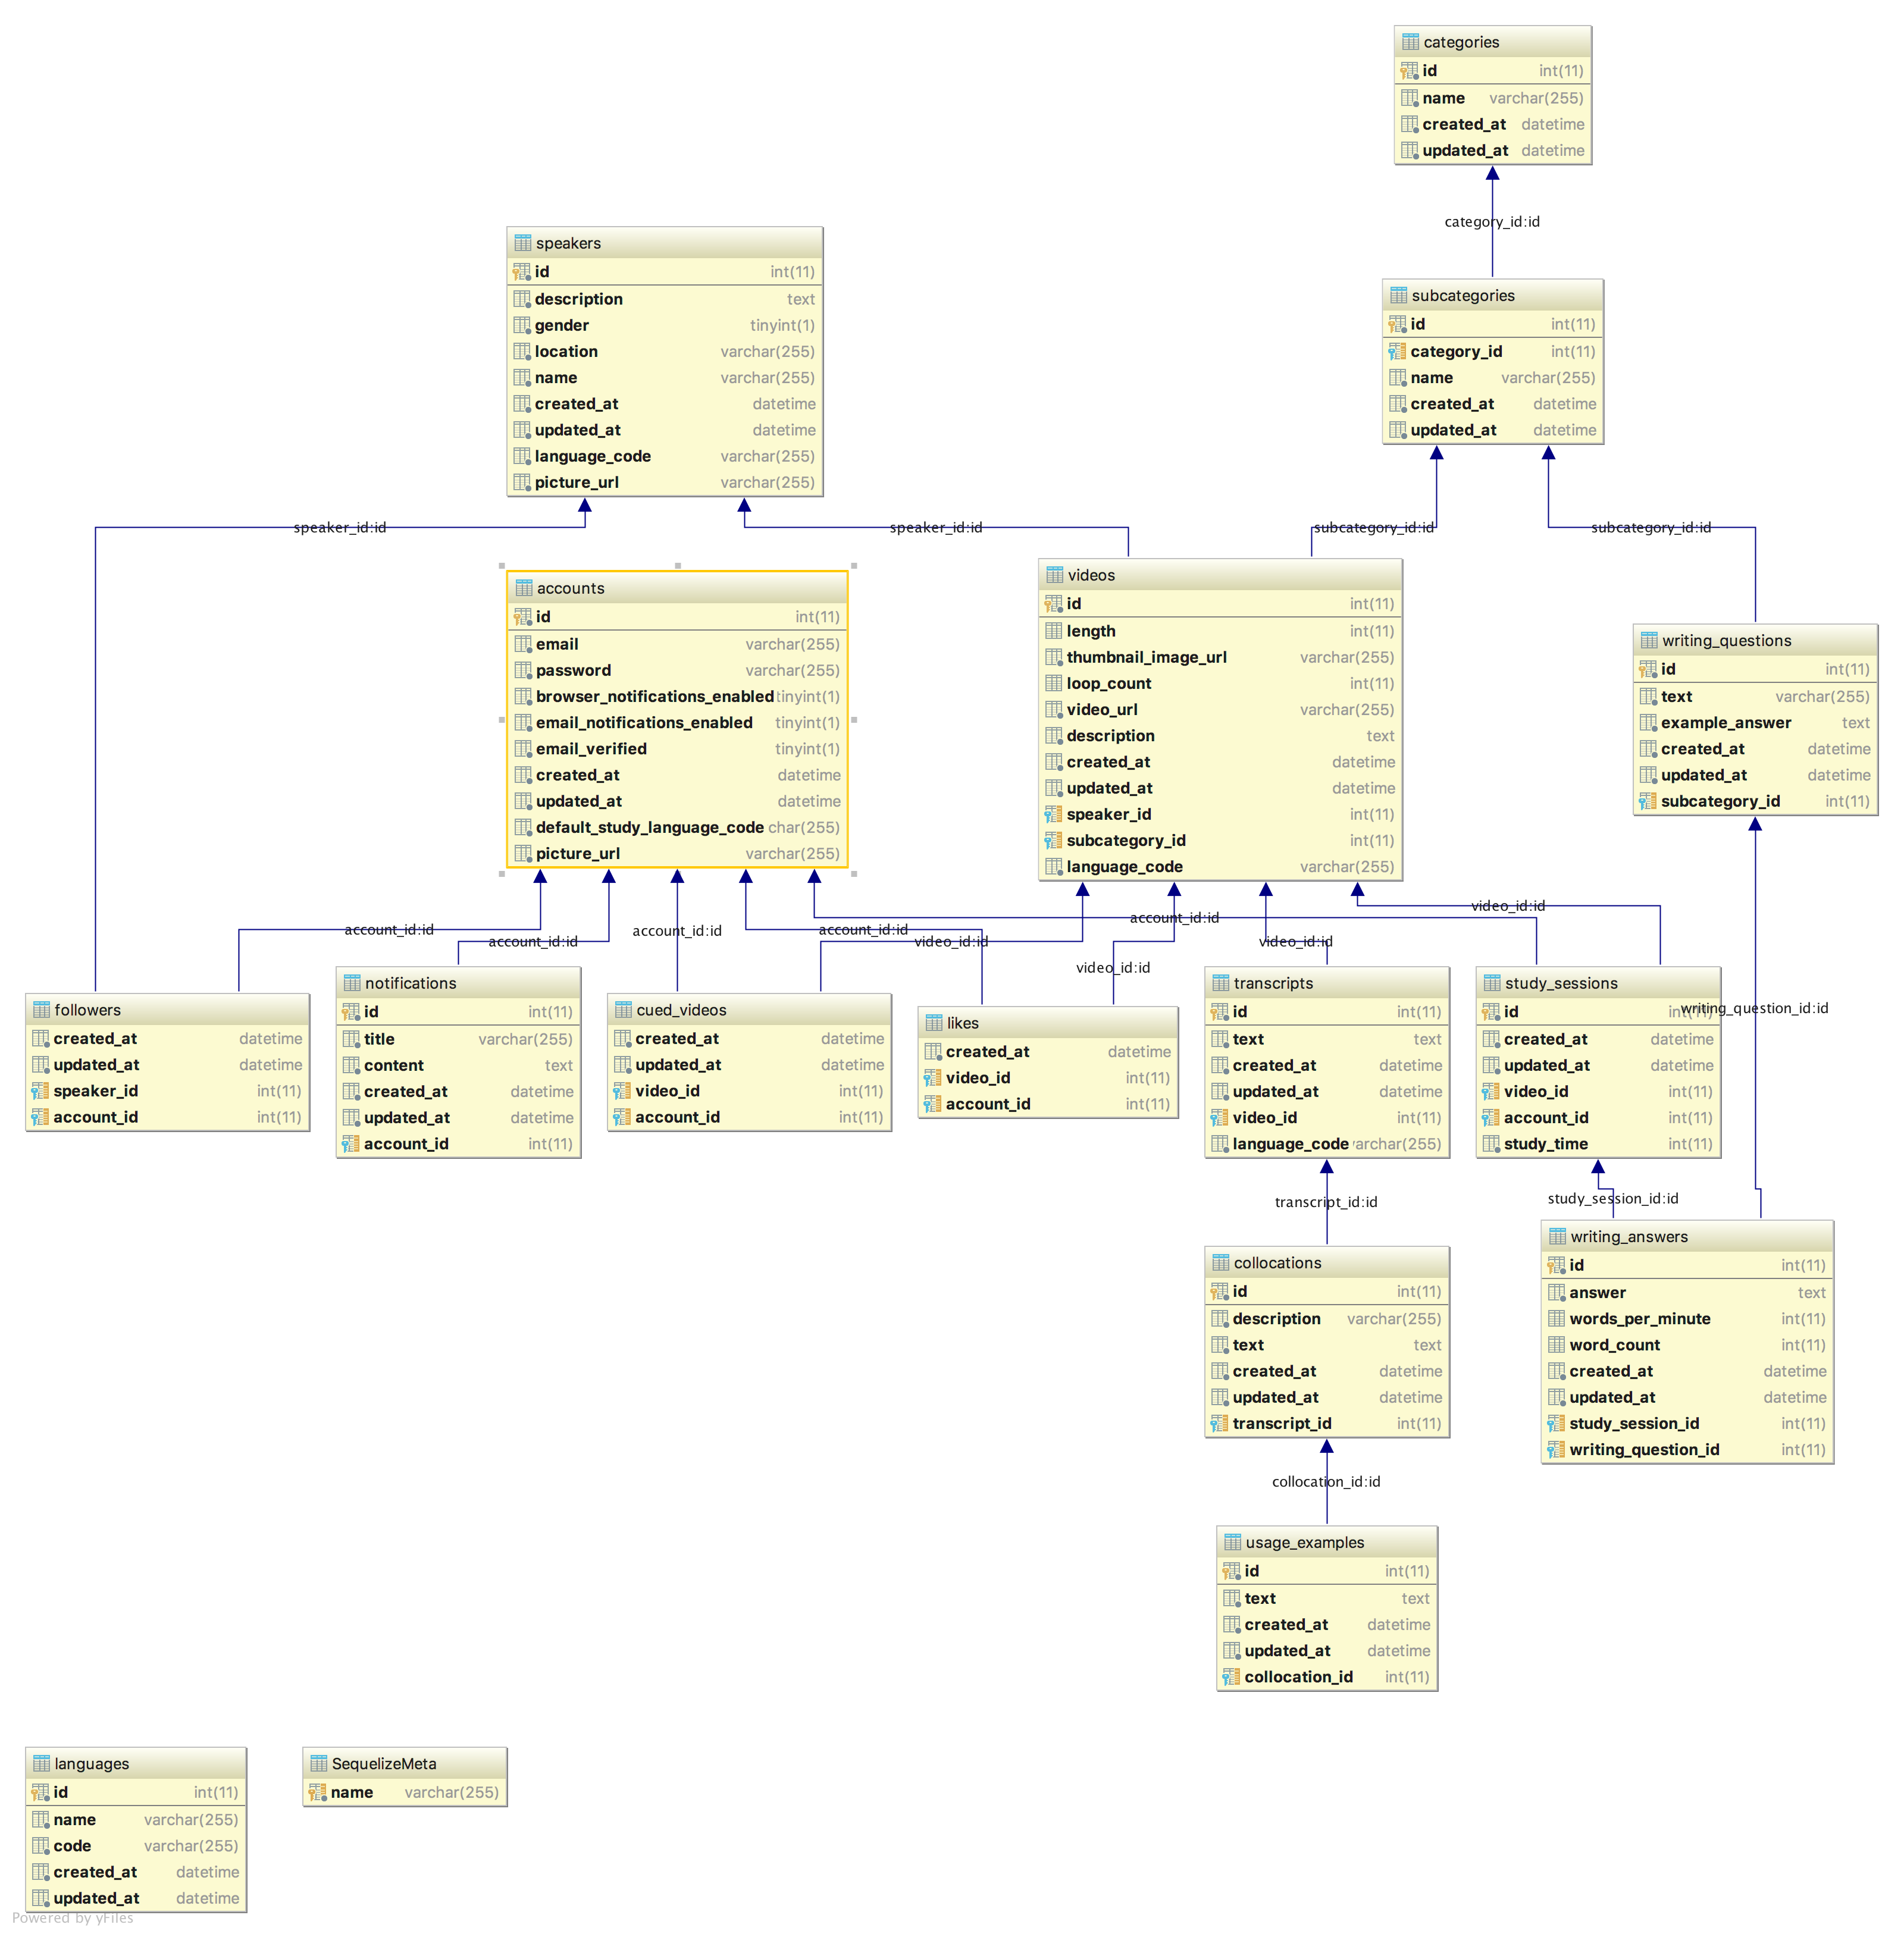 categories
id int(11)
name varchar(255)
created_at datetime
updated_at datetime
category_id:id
speakers
id int(11)
description text
gender tinyint(1)
location varchar(255)
name varchar(255)
created_at datetime
updated_at datetime
language_code varchar(255)
picture_url varchar(255)
subcategories
id int(11)
category_id int(11)
name varchar(255)
created_at datetime
updated_at datetime
speaker_id:id
speaker_id:id
subcategory_id:id
subcategory_id:id
accounts
id int(11)
email varchar(255)
password varchar(255)
browser_notifications_enabled tinyint(1)
email_notifications_enabled tinyint(1)
email_verified tinyint(1)
created_at datetime
updated_at datetime
default_study_language_code char(255)
picture_url varchar(255)
videos
id int(11)
length int(11)
thumbnail_image_url varchar(255)
loop_count int(11)
video_url varchar(255)
description text
created_at datetime
updated_at datetime
speaker_id int(11)
subcategory_id int(11)
language_code varchar(255)
writing_questions
id int(11)
text varchar(255)
example_answer text
created_at datetime
updated_at datetime
subcategory_id int(11)
account_id:id
account_id:id
account_id:id
account_id:id
video_id:id
account_id:id
video_id:id
video_id:id
video_id:id
followers
created_at datetime
updated_at datetime
speaker_id int(11)
account_id int(11)
notifications
id int(11)
title varchar(255)
content text
created_at datetime
updated_at datetime
account_id int(11)
cued_videos
created_at datetime
updated_at datetime
video_id int(11)
account_id int(11)
likes
created_at datetime
video_id int(11)
account_id int(11)
transcripts
id int(11)
text text
created_at datetime
updated_at datetime
video_id int(11)
language_code varchar(255)
study_sessions
id int(11)
created_at datetime
updated_at datetime
video_id int(11)
account_id int(11)
study_time int(11)
writing_question_id:id
transcript_id:id
study_session_id:id
collocations
id int(11)
description varchar(255)
text text
created_at datetime
updated_at datetime
transcript_id int(11)
writing_answers
id int(11)
answer text
words_per_minute int(11)
word_count int(11)
created_at datetime
updated_at datetime
study_session_id int(11)
writing_question_id int(11)
collocation_id:id
usage_examples
id int(11)
text text
created_at datetime
updated_at datetime
collocation_id int(11)
languages
id int(11)
name varchar(255)
code varchar(255)
created_at datetime
updated_at datetime
SequelizeMeta
name varchar(255)
Powered by yFiles